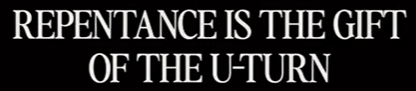 REPENTANCE IS THE GIFT
OF THE U-TURN